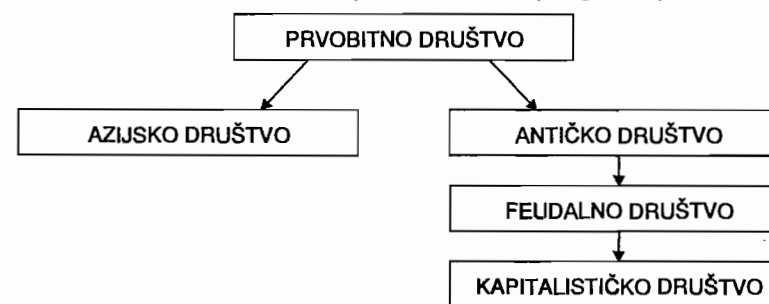 PRVOBITNO DRUŠTVO
AZIJSKO DRUŠTVO
ANTIČKO DRUŠTVO
FEUDALNO DRUŠTVO
KAPITALISTIČKO DRUŠTVO